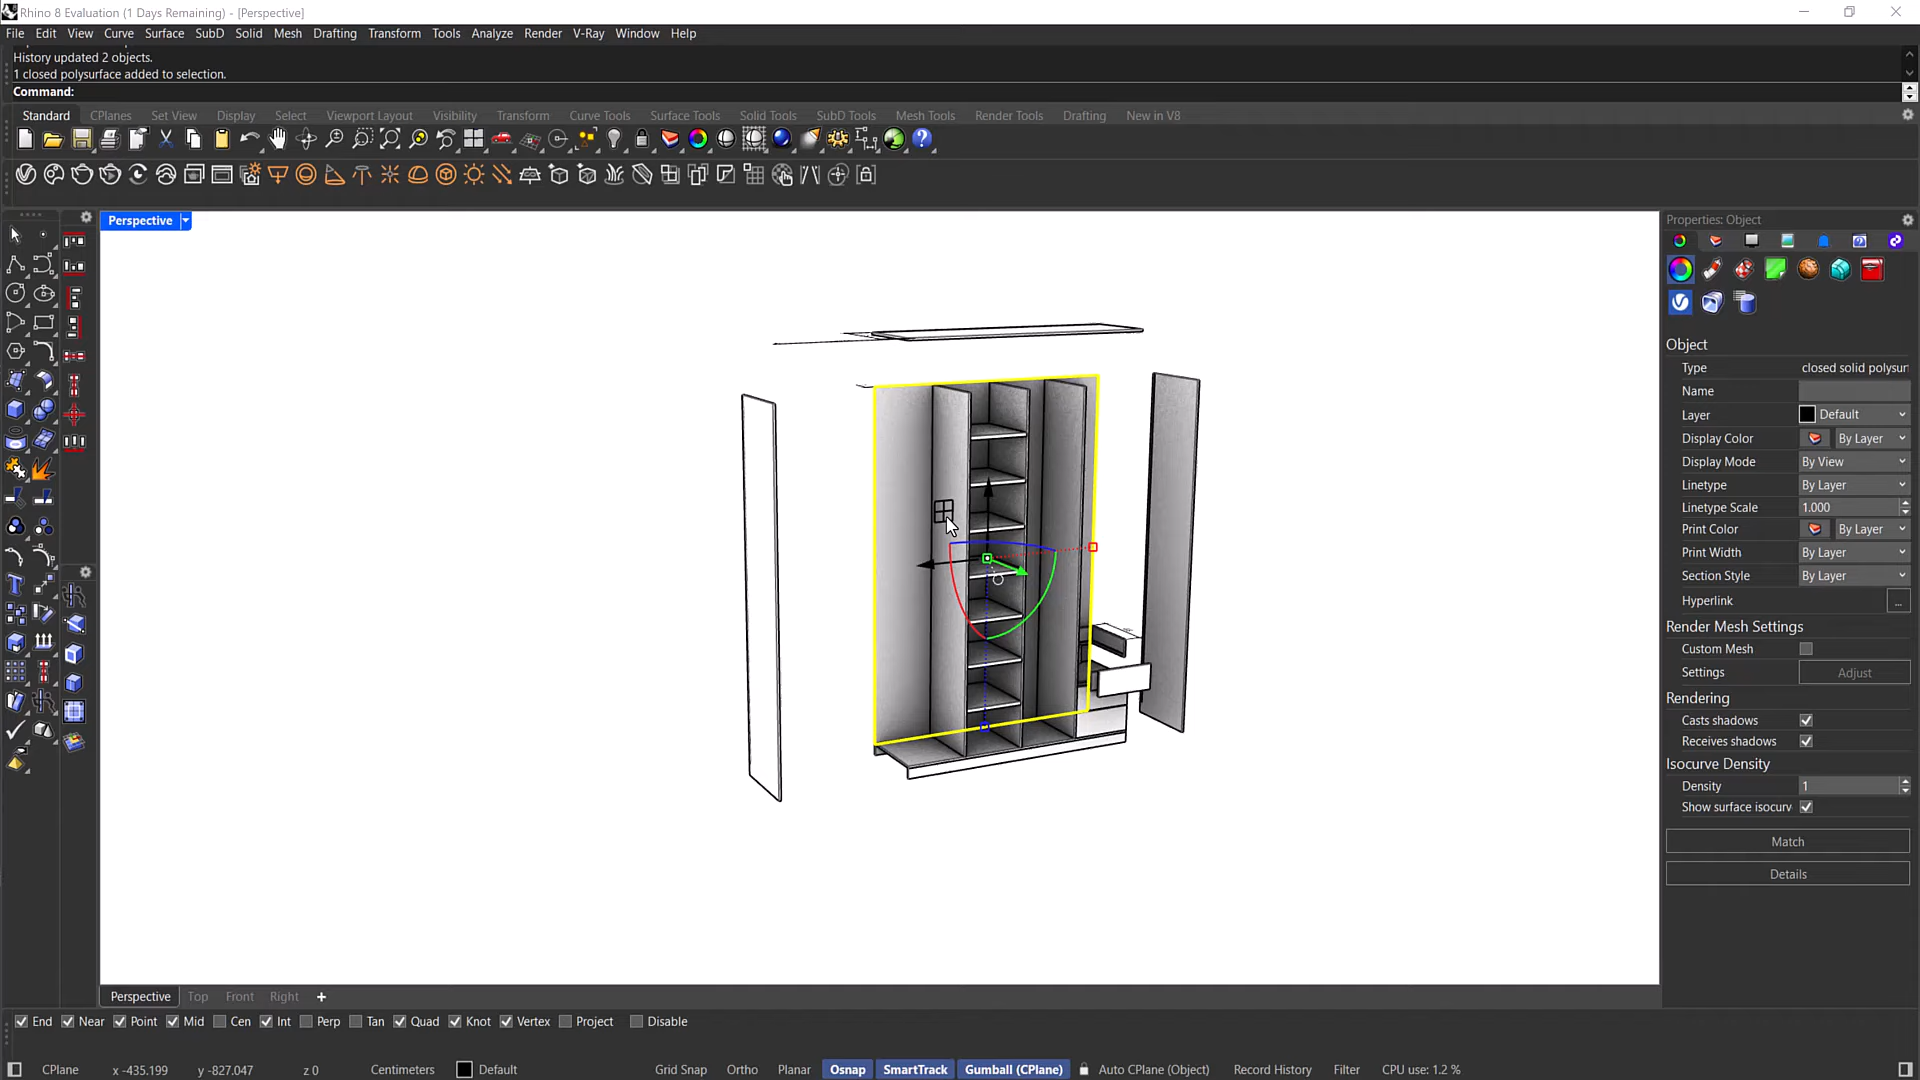 Rhino 8 Evaluation (1 Days Remaining) - [Perspective]
File Edit View Curve Surface SubD Solid Mesh Drafting Transform Tools Analyze Render V-Ray Window Help
History updated 2 objects.
1 closed polysurface added to selection.
Command:
Standard CPlanes Set View Display Select Viewport Layout Visibility Transform Curve Tools Surface Tools Solid Tools SubD Tools Mesh Tools Render Tools Drafting New in V8
Perspective
Properties: Object
Object
Type closed solid polysur
Name
Layer Default
Display Color By Layer
Display Mode By View
Linetype By Layer
Linetype Scale 1.000
Print Color By Layer
Print Width By Layer
Section Style By Layer
Hyperlink ...
Render Mesh Settings
Custom Mesh
Settings Adjust
Rendering
Casts shadows
Receives shadows
Isocurve Density
Density 1
Show surface isocurv
Match
Details
Perspective Top Front Right
End Near Point Mid Cen Int Perp Tan Quad Knot Vertex Project Disable
CPlane x -435.199 y -827.047 z 0 Centimeters Default Grid Snap Ortho Planar Osnap SmartTrack Gumball (CPlane) Auto CPlane (Object) Record History Filter CPU use: 1.2 %